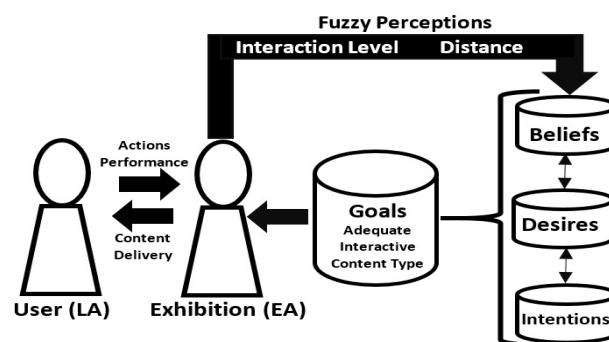 Fuzzy Perceptions
Interaction Level Distance
Beliefs
Actions
Performance
Goals
Adequate
Interactive
Content Type
Desires
Content
Delivery
User (LA)
Exhibition (EA)
Intentions